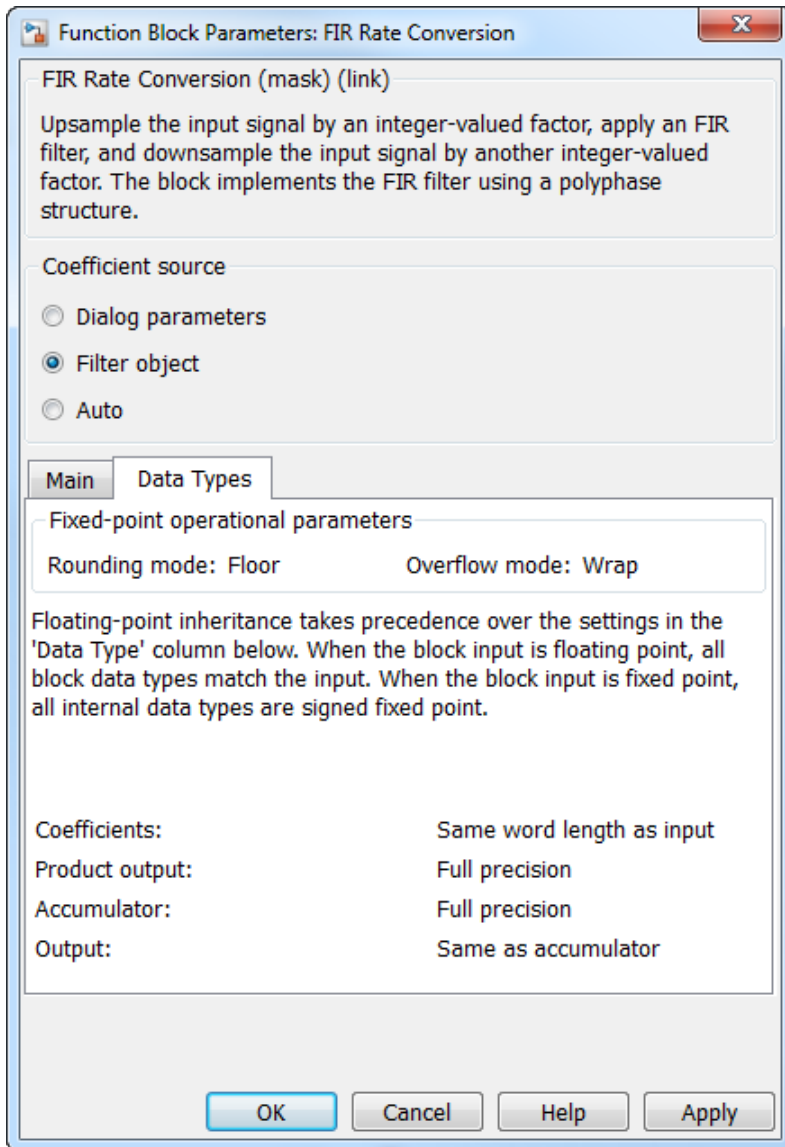 Function Block Parameters: FIR Rate Conversion
FIR Rate Conversion (mask) (link)
Upsample the input signal by an integer-valued factor, apply an FIR
filter, and downsample the input signal by another integer-valued
factor. The block implements the FIR filter using a polyphase
structure.
Coefficient source
Dialog parameters
Filter object
Auto
Main Data Types
Fixed-point operational parameters
Rounding mode: Floor Overflow mode: Wrap
Floating-point inheritance takes precedence over the settings in the
'Data Type' column below. When the block input is floating point, all
block data types match the input. When the block input is fixed point,
all internal data types are signed fixed point.
Coefficients: Same word length as input
Product output: Full precision
Accumulator: Full precision
Output: Same as accumulator
OK Cancel Help Apply